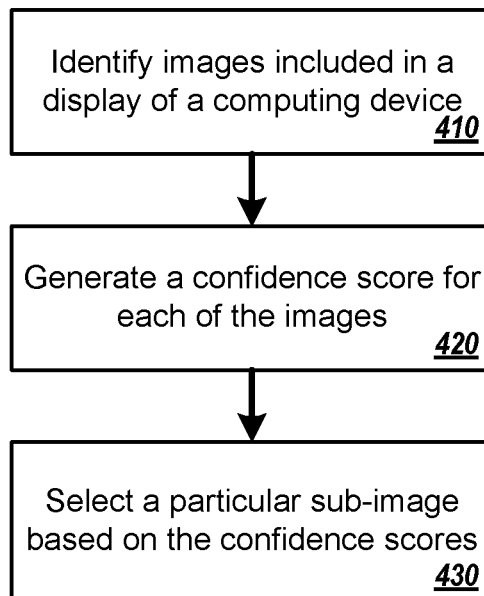 Identify images included in a
display of a computing device
410
Generate a confidence score for
each of the images
420
Select a particular sub-image
based on the confidence scores
430